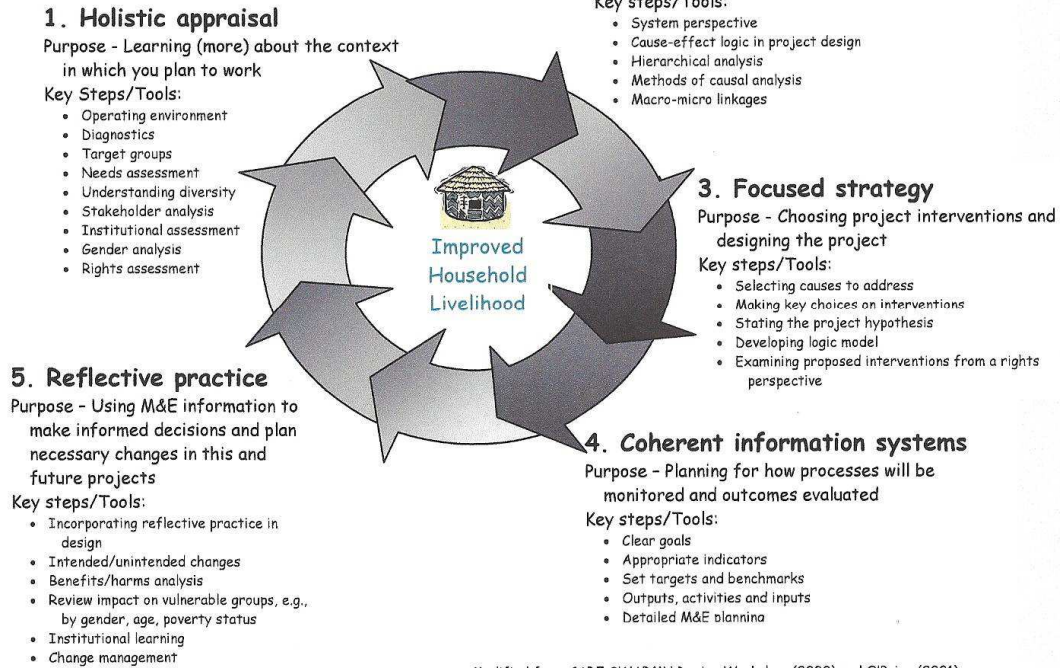 1. Holistic appraisal
Purpose - Learning (more) about the context
in which you plan to work
Key Steps/Tools:
• Operating environment
• Diagnostics
• Target groups
• Needs assessment
• Understanding diversity
• Stakeholder analysis
• Institutional assessment
• Gender analysis
• Rights assessment
Key steps/Tools:
• System perspective
• Cause-effect logic in project design
• Hierarchical analysis
• Methods of causal analysis
• Macro-micro linkages
3. Focused strategy
Purpose - Choosing project interventions and
designing the project
Key steps/Tools:
• Selecting causes to address
• Making key choices on interventions
• Stating the project hypothesis
• Developing logic model
• Examining proposed interventions from a rights
perspective
Improved
Household
Livelihood
4. Coherent information systems
Purpose - Planning for how processes will be
monitored and outcomes evaluated
Key steps/Tools:
• Clear goals
• Appropriate indicators
• Set targets and benchmarks
• Outputs, activities and inputs
• Detailed M&E planning
5. Reflective practice
Purpose - Using M&E information to
make informed decisions and plan
necessary changes in this and
future projects
Key steps/Tools:
• Incorporating reflective practice in
design
• Intended/unintended changes
• Benefits/harms analysis
• Review impact on vulnerable groups, e.g.,
by gender, age, poverty status
• Institutional learning
• Change management